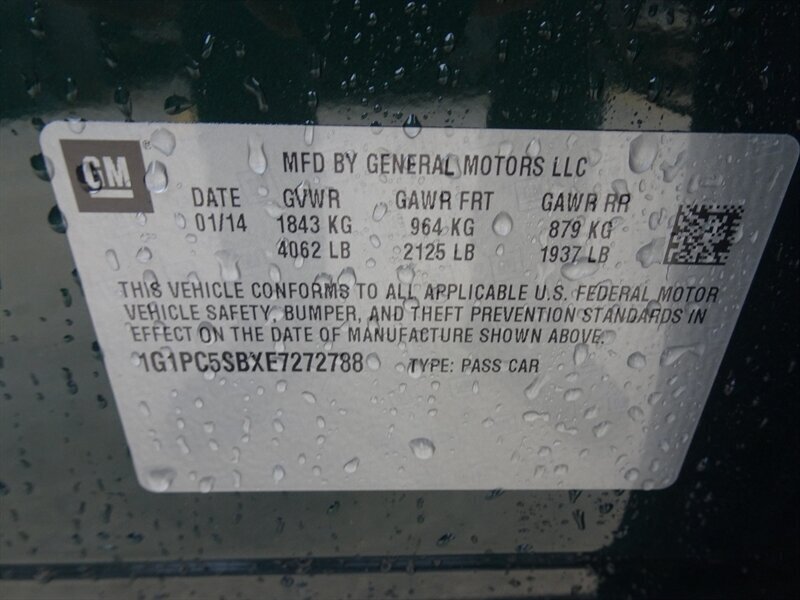 GM ® MFD BY GENERAL MOTORS LLC
DATE GVWR GAWR FRT GAWR RR
01/14 1843 KG 964 KG 879 KG
4062 LB 2125 LB 1937 LB
THIS VEHICLE CONFORMS TO ALL APPLICABLE U.S. FEDERAL MOTOR
VEHICLE SAFETY, BUMPER, AND THEFT PREVENTION STANDARDS IN
EFFECT ON THE DATE OF MANUFACTURE SHOWN ABOVE.
1G1PC5SBXE7272788 TYPE: PASS CAR